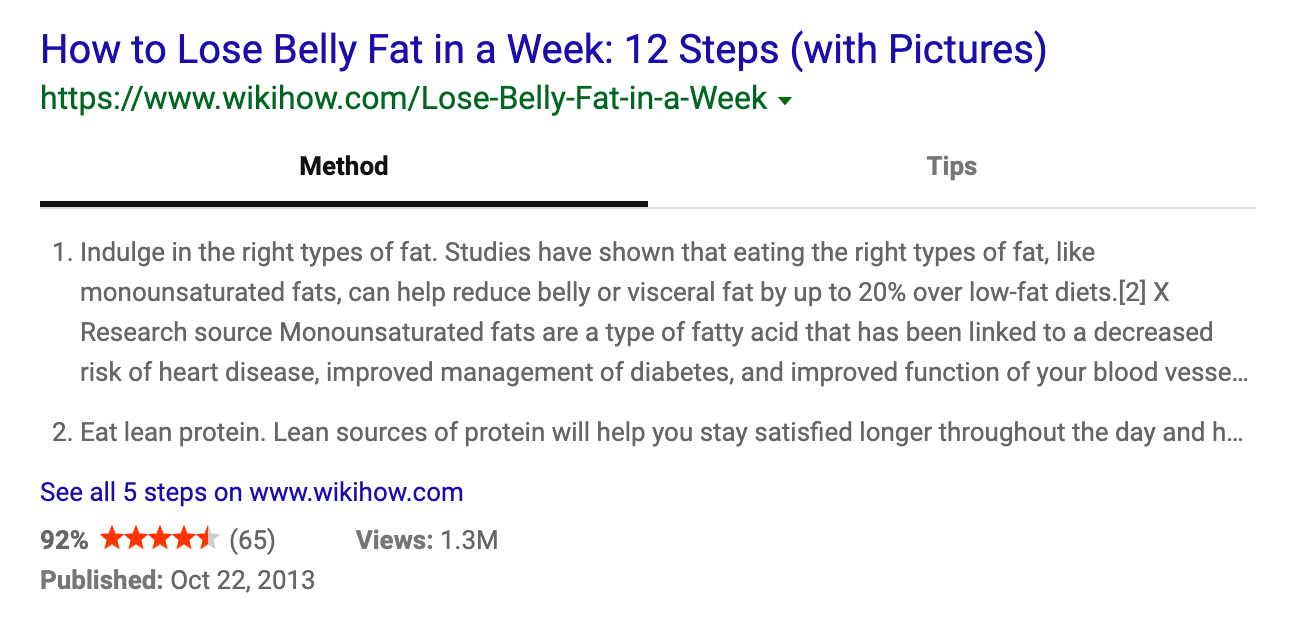 How to Lose Belly Fat in a Week: 12 Steps (with Pictures)
https://www.wikihow.com/Lose-Belly-Fat-in-a-Week
Method
Tips
1. Indulge in the right types of fat. Studies have shown that eating the right types of fat, like
monounsaturated fats, can help reduce belly or visceral fat by up to 20% over low-fat diets.[2] X
Research source Monounsaturated fats are a type of fatty acid that has been linked to a decreased
risk of heart disease, improved management of diabetes, and improved function of your blood vesse...
2. Eat lean protein. Lean sources of protein will help you stay satisfied longer throughout the day and h...
See all 5 steps on www.wikihow.com
92% (65) Views: 1.3M
Published: Oct 22, 2013